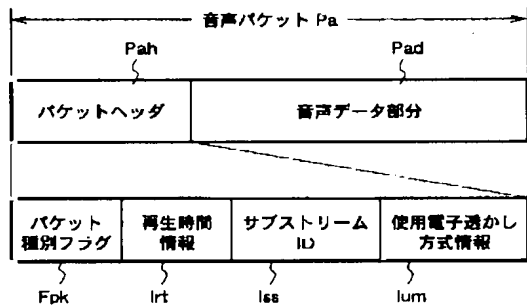 音声パケット Pa
Pah
Pad
パケットヘッダ
音声データ部分
パケット
種別フラグ
再生時間
情報
サブストリーム
ID
使用電子透かし
方式情報
Fpk
Irt
Iss
Ium